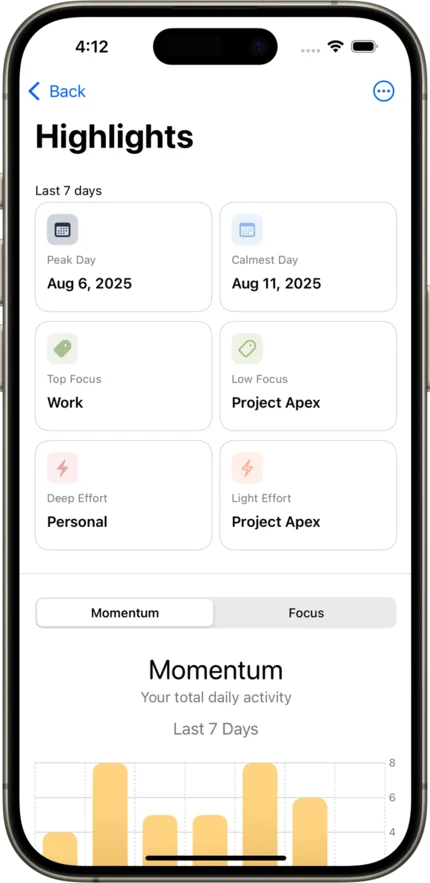 4:12
Back
Highlights
Last 7 days
Peak Day
Aug 6, 2025
Calmest Day
Aug 11, 2025
Top Focus
Work
Low Focus
Project Apex
Deep Effort
Personal
Light Effort
Project Apex
Momentum
Focus
Momentum
Your total daily activity
Last 7 Days
8
6
4